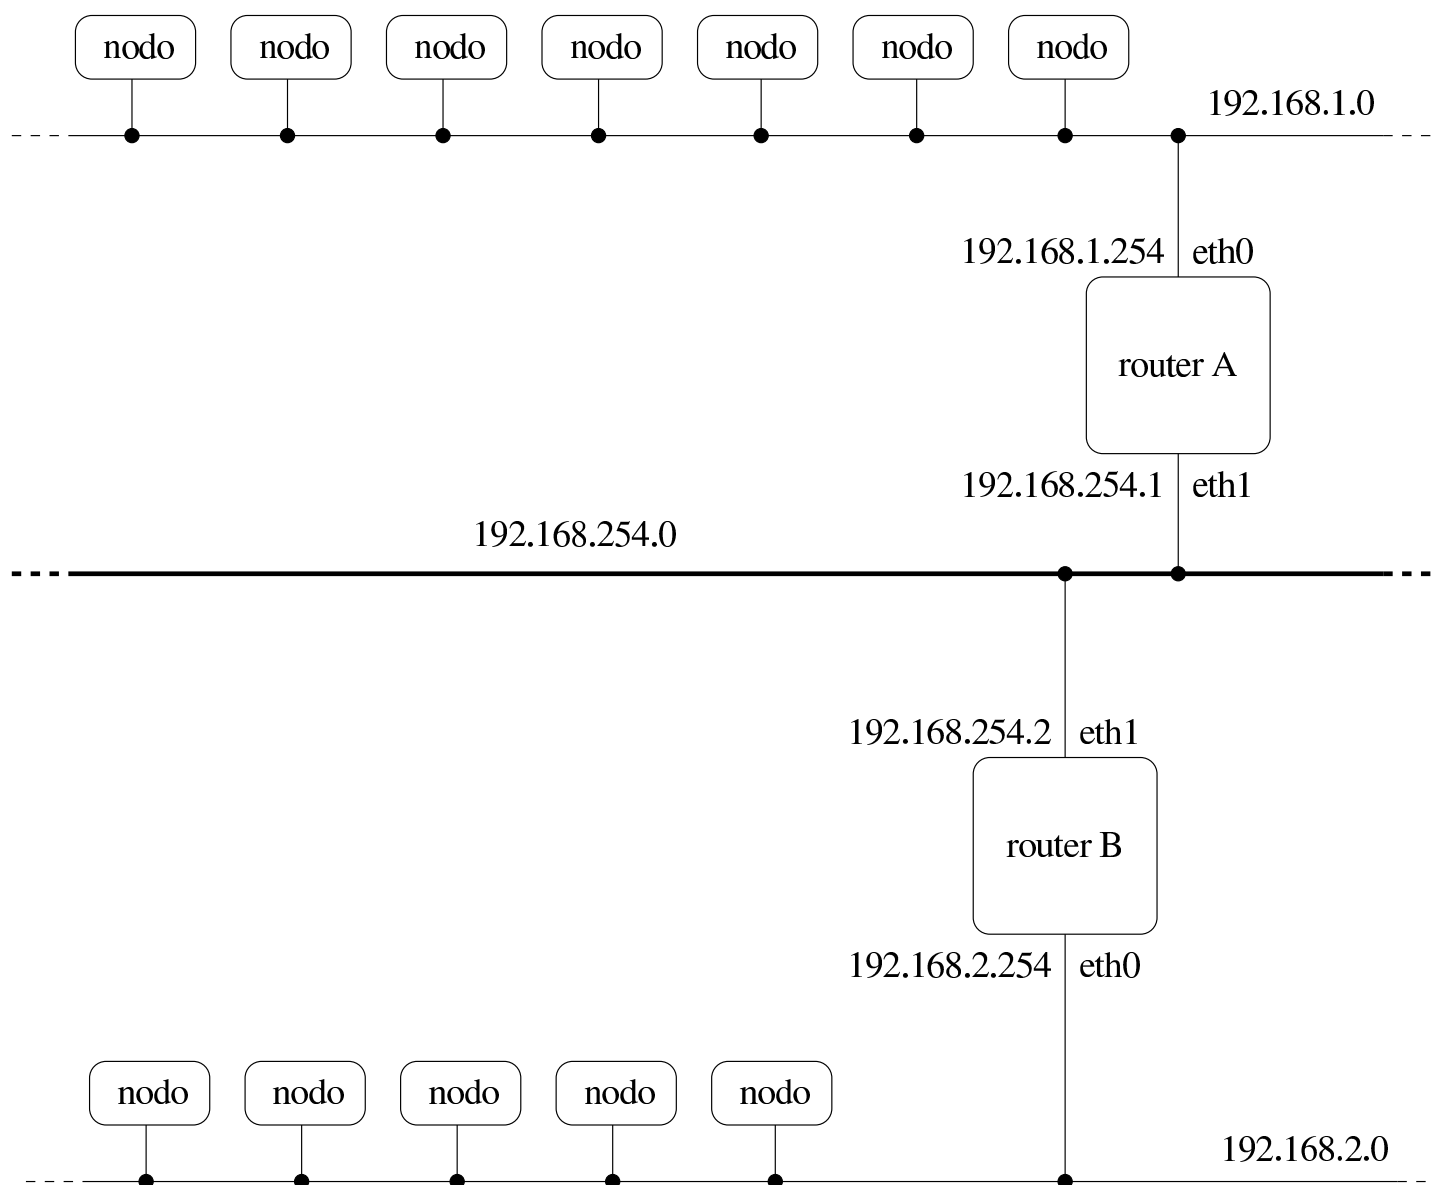 nodo nodo nodo nodo nodo nodo nodo
192.168.1.0
192.168.1.254 eth0
router A
192.168.254.1 eth1
192.168.254.0
192.168.254.2 eth1
router B
192.168.2.254 eth0
nodo nodo nodo nodo nodo
192.168.2.0